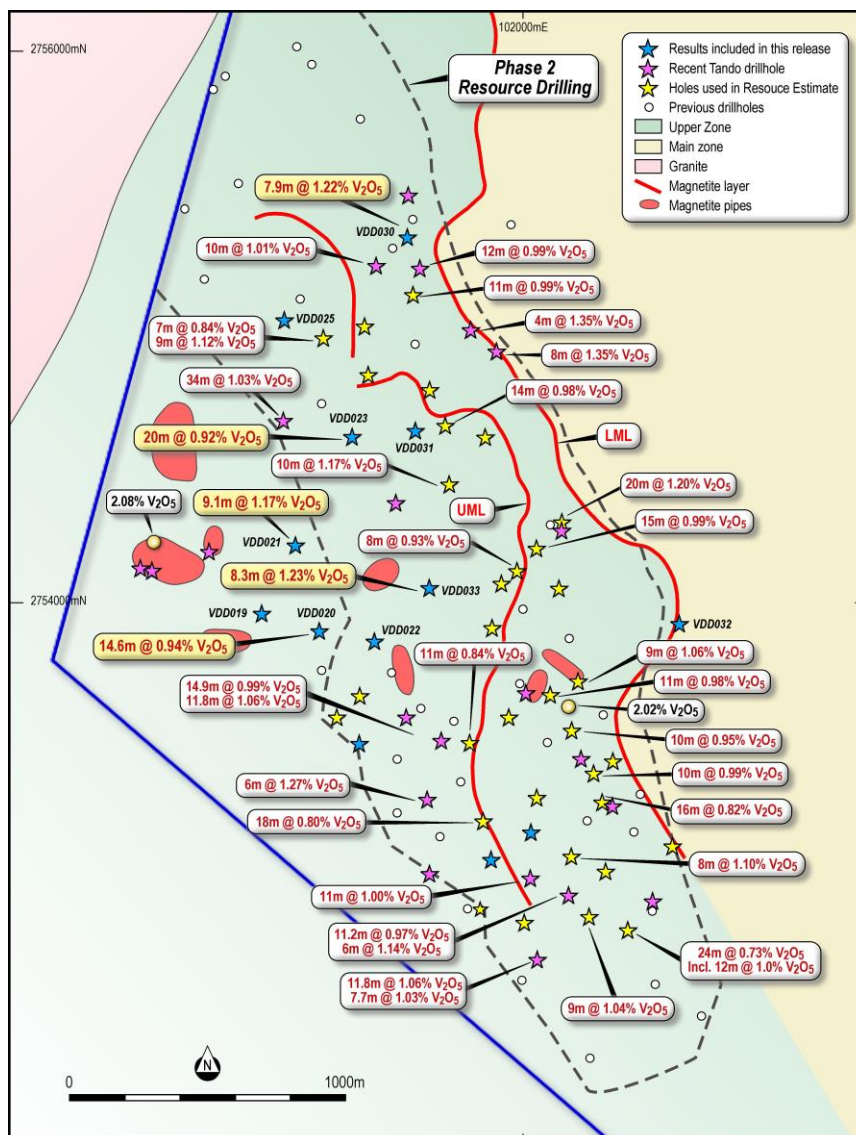 2756000mN
102000mE
Phase 2
Resource Drilling
Results included in this release
Recent Tando drillhole
Holes used in Resouce Estimate
Previous drillholes
Upper Zone
Main zone
Granite
Magnetite layer
Magnetite pipes
7.9m @ 1.22% V₂O₅
VDD030
10m @ 1.01% V₂O₅
12m @ 0.99% V₂O₅
11m @ 0.99% V₂O₅
VDD025
7m @ 0.84% V₂O₅
9m @ 1.12% V₂O₅
4m @ 1.35% V₂O₅
8m @ 1.35% V₂O₅
34m @ 1.03% V₂O₅
14m @ 0.98% V₂O₅
VDD023
20m @ 0.92% V₂O₅
VDD031
LML
10m @ 1.17% V₂O₅
20m @ 1.20% V₂O₅
2.08% V₂O₅
9.1m @ 1.17% V₂O₅
UML
15m @ 0.99% V₂O₅
VDD021
8m @ 0.93% V₂O₅
8.3m @ 1.23% V₂O₅
VDD033
2754000mN
VDD019
VDD020
VDD022
VDD032
14.6m @ 0.94% V₂O₅
11m @ 0.84% V₂O₅
9m @ 1.06% V₂O₅
11m @ 0.98% V₂O₅
14.9m @ 0.99% V₂O₅
11.8m @ 1.06% V₂O₅
2.02% V₂O₅
10m @ 0.95% V₂O₅
10m @ 0.99% V₂O₅
6m @ 1.27% V₂O₅
16m @ 0.82% V₂O₅
18m @ 0.80% V₂O₅
8m @ 1.10% V₂O₅
11m @ 1.00% V₂O₅
11.2m @ 0.97% V₂O₅
6m @ 1.14% V₂O₅
24m @ 0.73% V₂O₅
Incl. 12m @ 1.0% V₂O₅
11.8m @ 1.06% V₂O₅
7.7m @ 1.03% V₂O₅
9m @ 1.04% V₂O₅
N
0
1000m